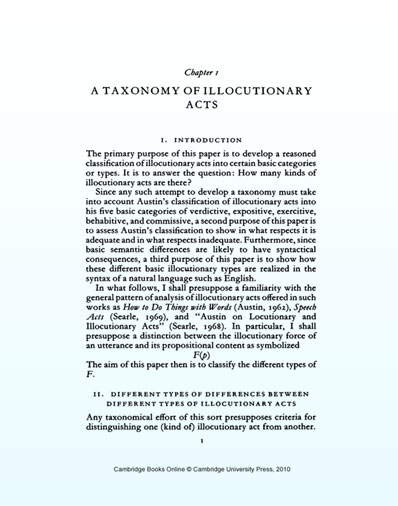 Chapter 1
A TAXONOMY OF ILLOCUTIONARY
ACTS
I. INTRODUCTION
The primary purpose of this paper is to develop a reasoned
classification of illocutionary acts into certain basic categories
or types. It is to answer the question: How many kinds of
illocutionary acts are there?
Since any such attempt to develop a taxonomy must take
into account Austin's classification of illocutionary acts into
his five basic categories of verdictive, expositive, exercitive,
behabitive, and commissive, a second purpose of this paper is
to assess Austin's classification to show in what respects it is
adequate and in what respects inadequate. Furthermore, since
basic semantic differences are likely to have syntactical
consequences, a third purpose of this paper is to show how
these different basic illocutionary types are realized in the
syntax of a natural language such as English.
In what follows, I shall presuppose a familiarity with the
general pattern of analysis of illocutionary acts offered in such
works as How to Do Things with Words (Austin, 1962), Speech
Acts (Searle, 1969), and "Austin on Locutionary and
Illocutionary Acts" (Searle, 1968). In particular, I shall
presuppose a distinction between the illocutionary force of
an utterance and its propositional content as symbolized
F(p)
The aim of this paper then is to classify the different types of
F.
II. DIFFERENT TYPES OF DIFFERENCES BETWEEN
DIFFERENT TYPES OF ILLOCUTIONARY ACTS
Any taxonomical effort of this sort presupposes criteria for
distinguishing one (kind of) illocutionary act from another.
1
Cambridge Books Online © Cambridge University Press, 2010